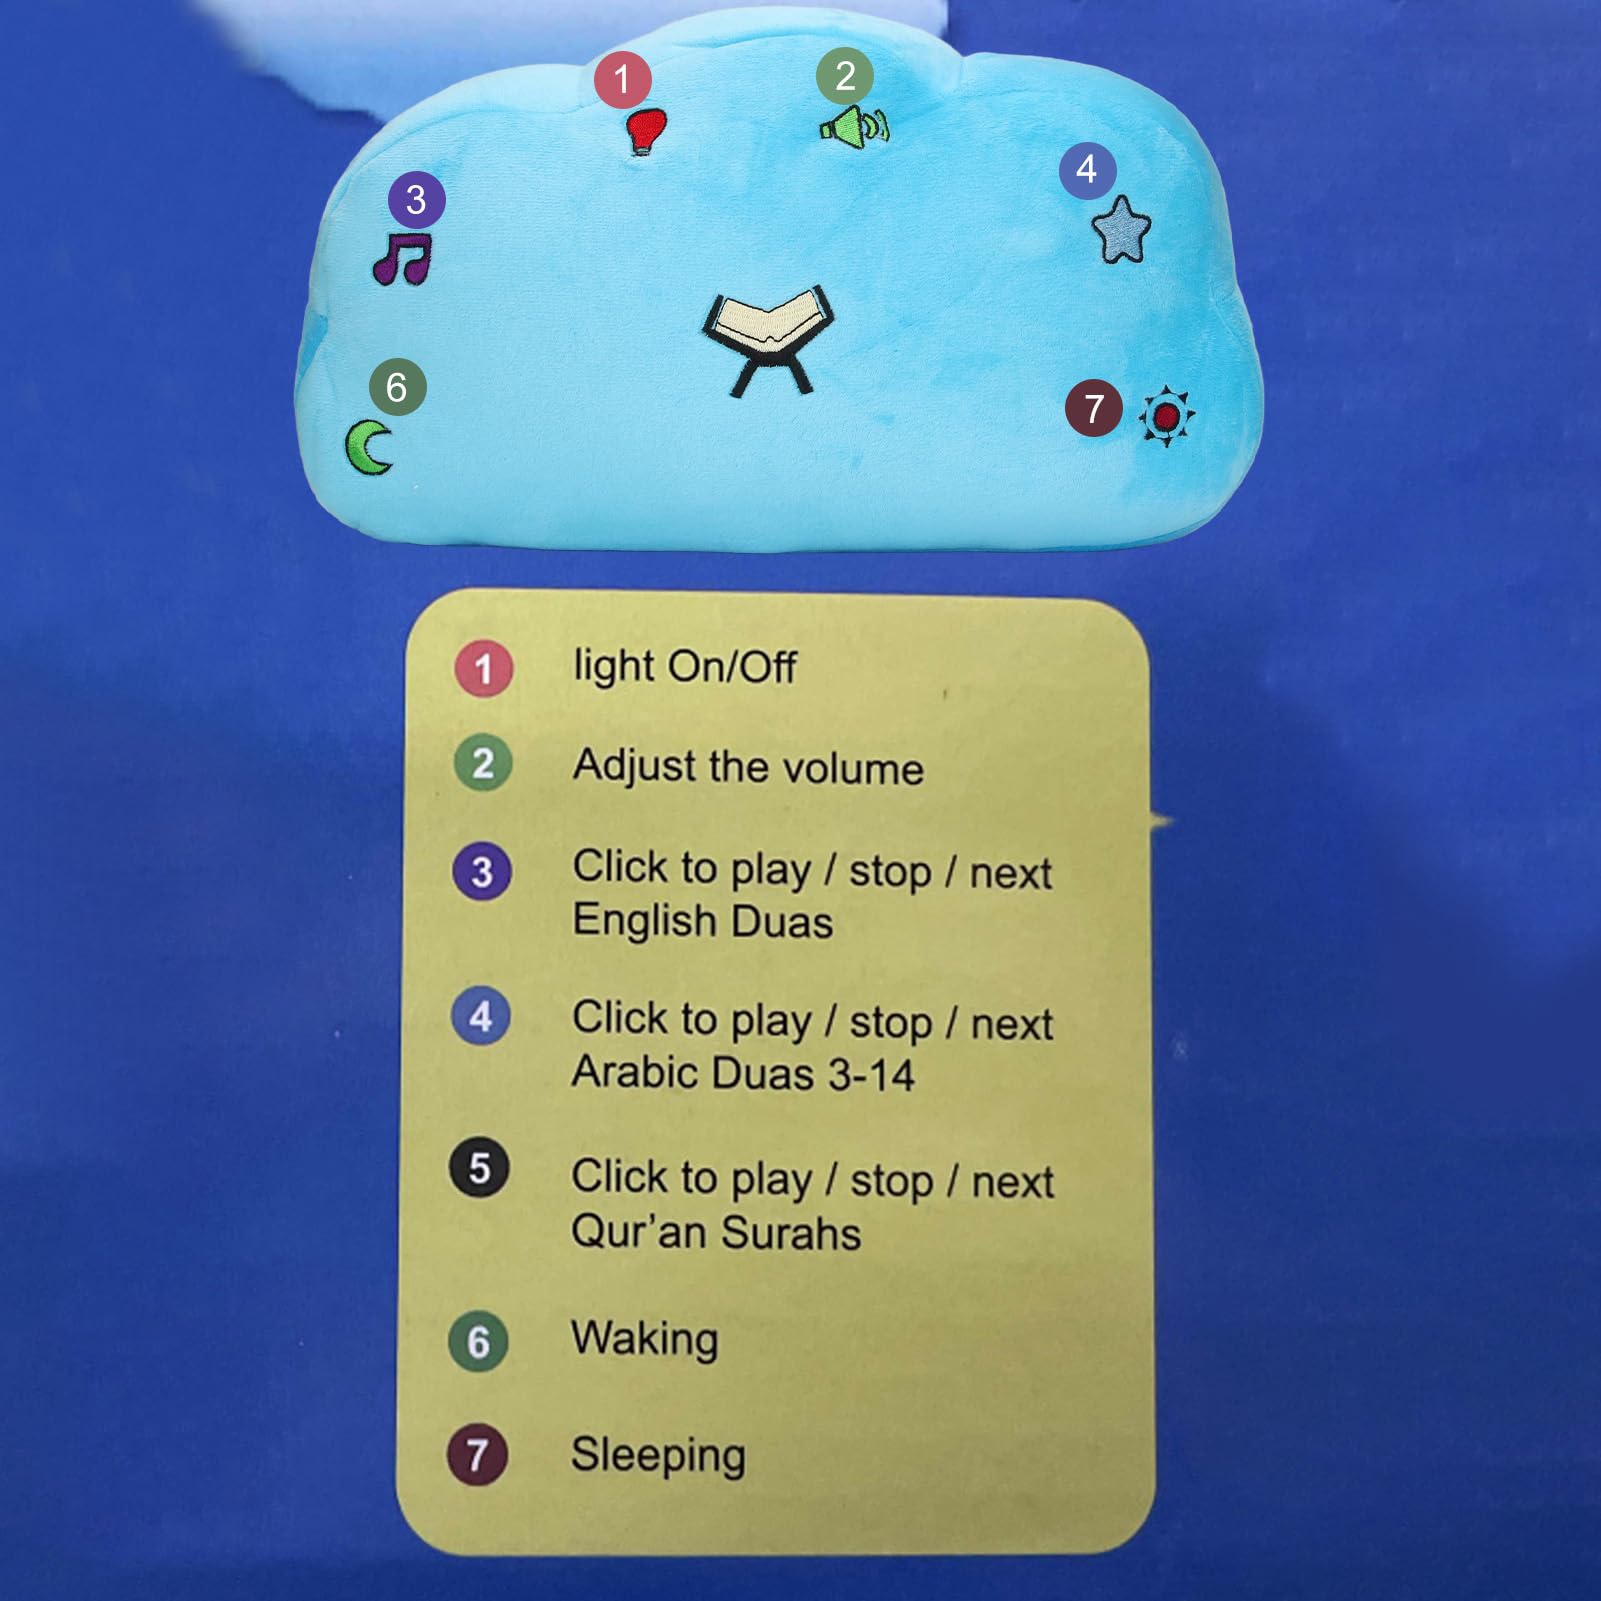 1
2
3
4
6
7
1 light On/Off
2 Adjust the volume
3 Click to play / stop / next
English Duas
4 Click to play / stop / next
Arabic Duas 3-14
5 Click to play / stop / next
Qur’an Surahs
6 Waking
7 Sleeping